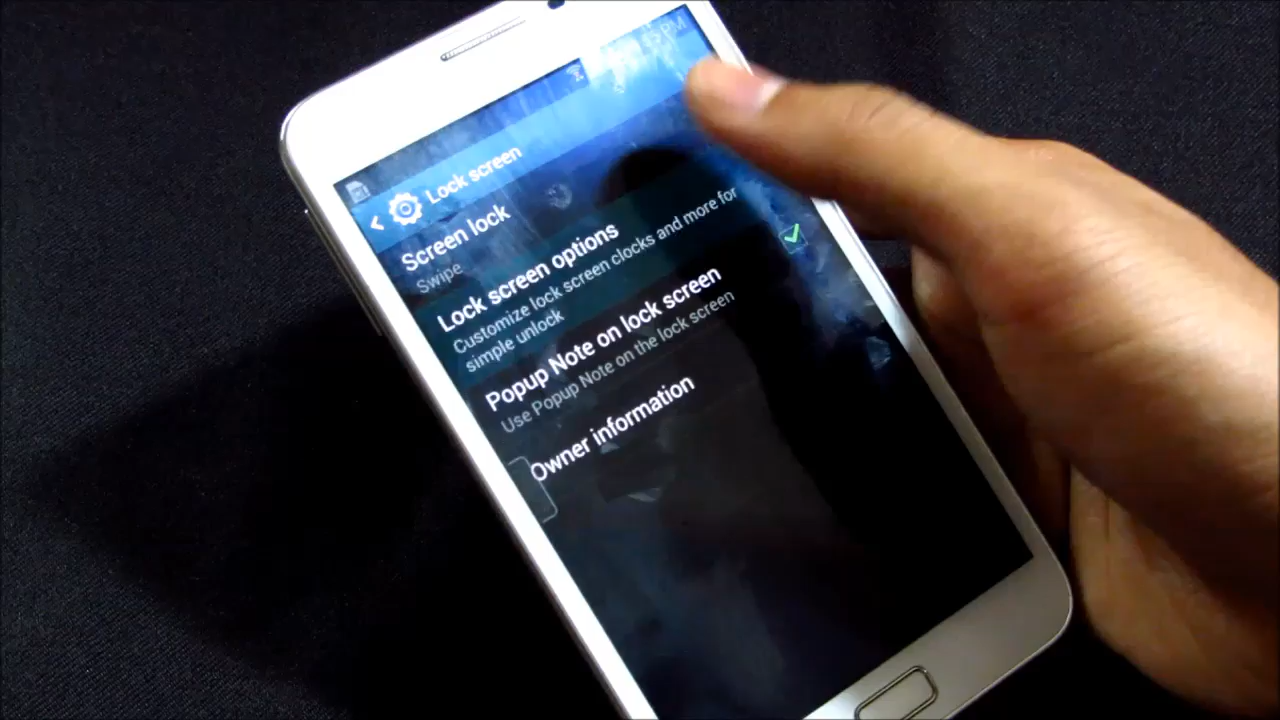 Lock screen
Screen lock
Swipe
Lock screen options
Customize lock screen clocks and more for
simple unlock
Popup Note on lock screen
Use Popup Note on the lock screen
Owner information